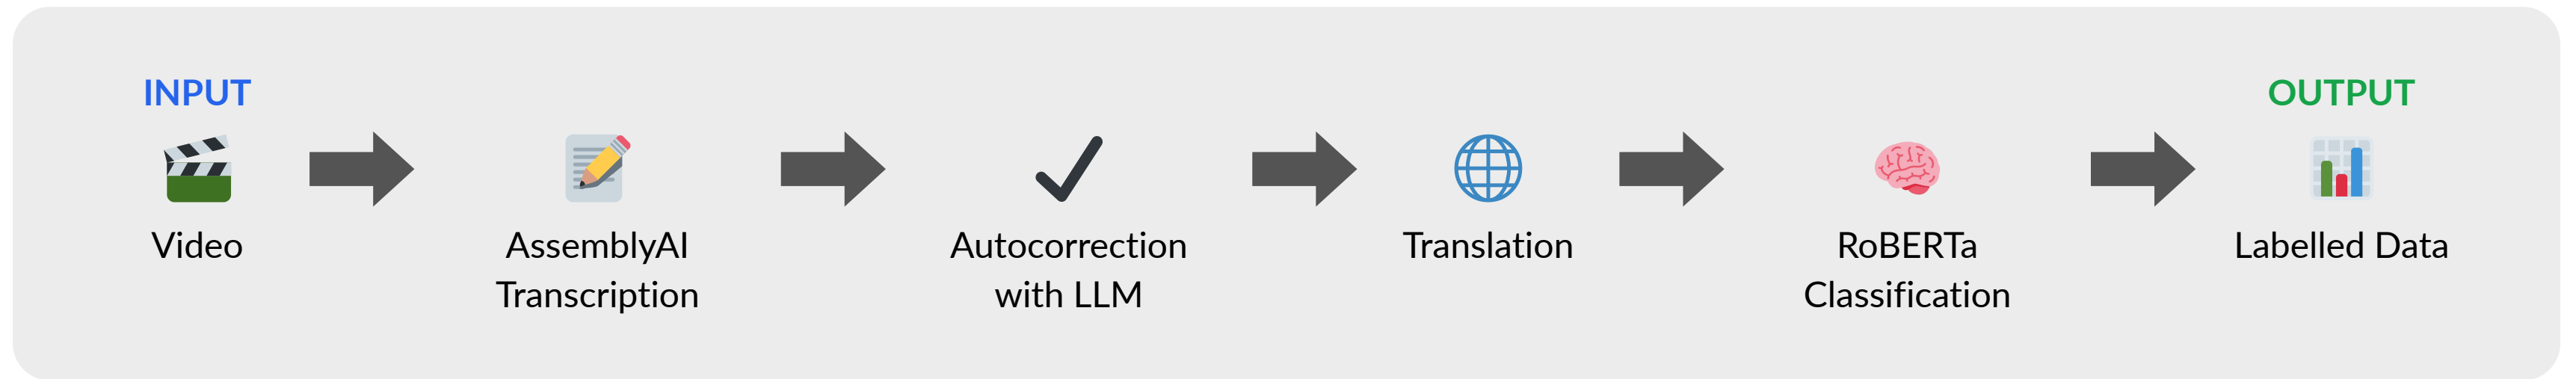 INPUT
Video
AssemblyAI
Transcription
Autocorrection
with LLM
Translation
RoBERTa
Classification
OUTPUT
Labelled Data